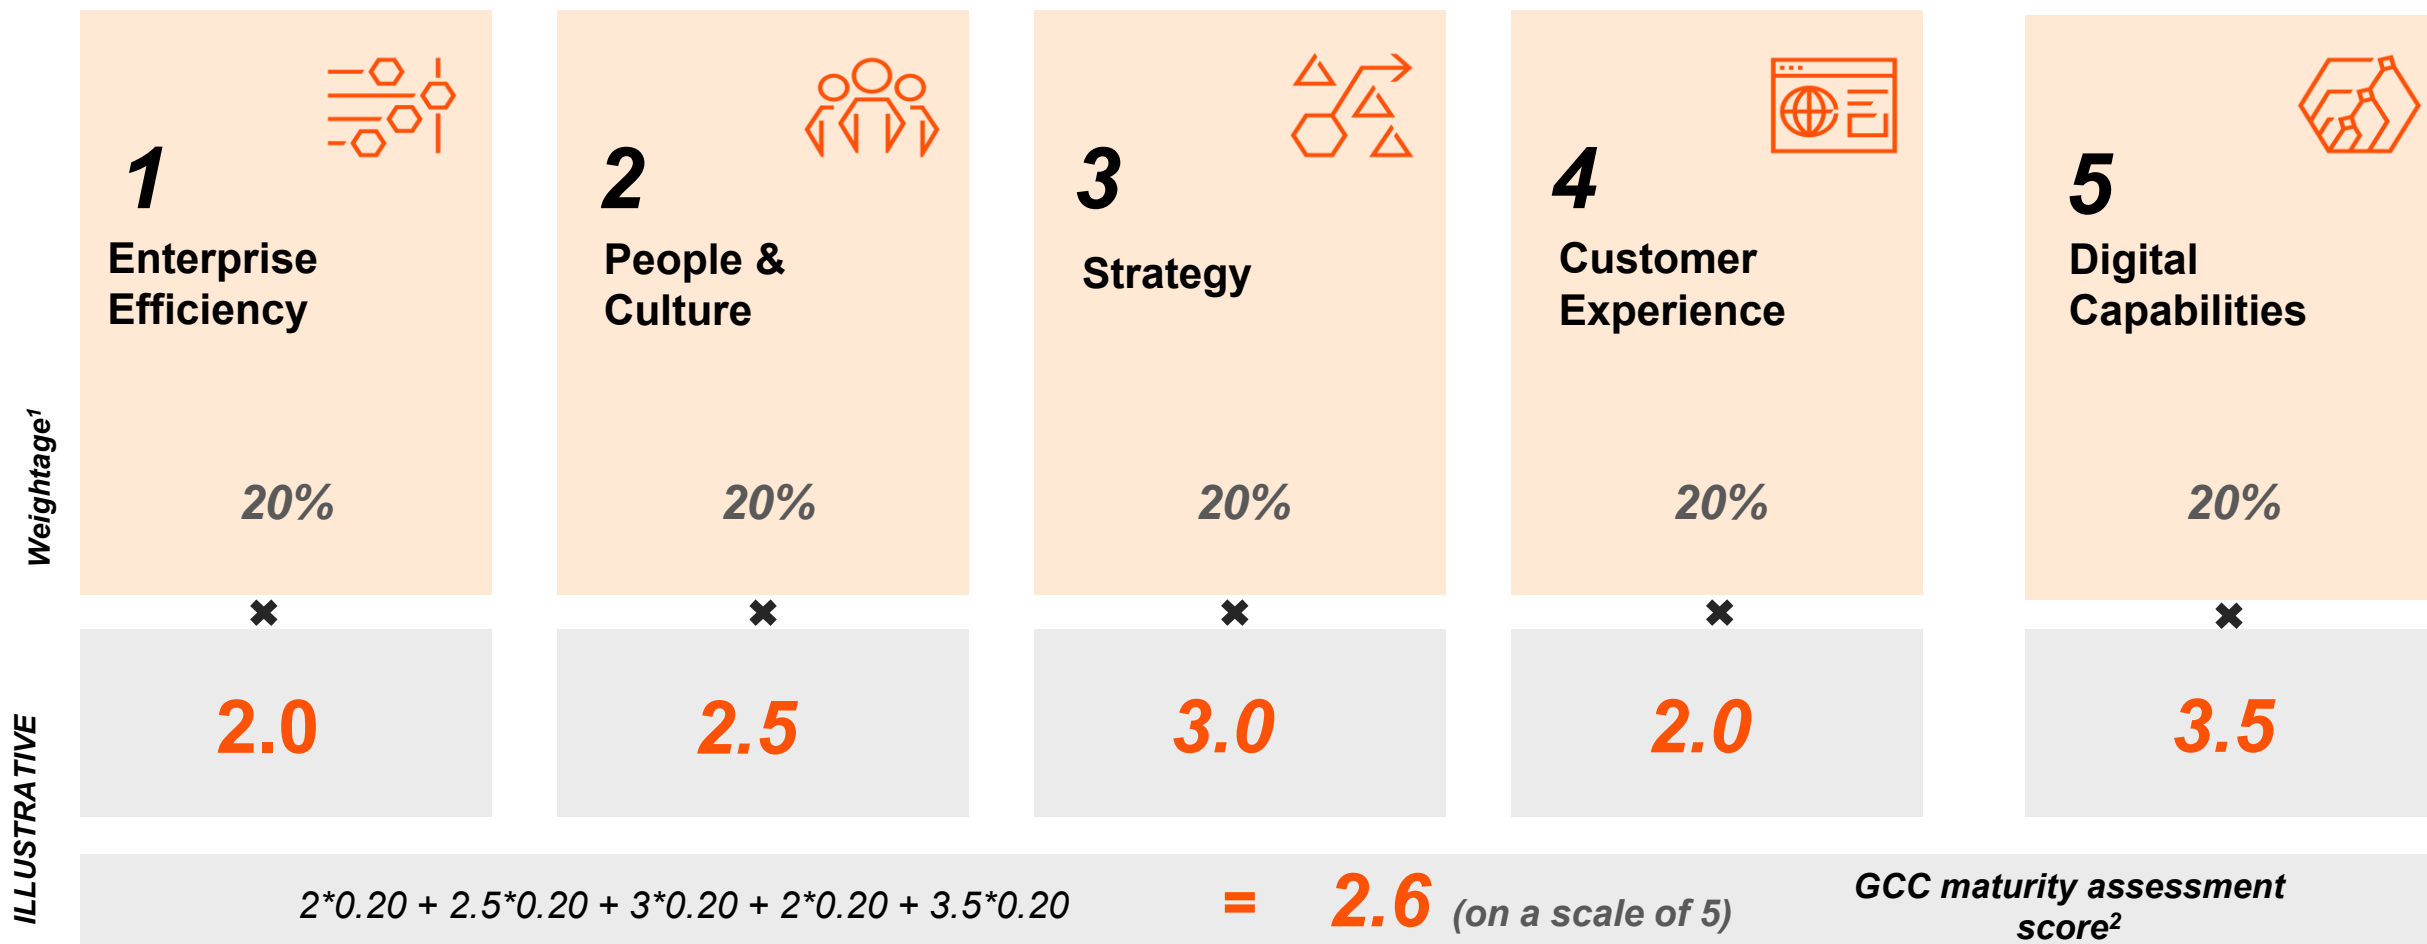 1
Enterprise
Efficiency
2
People &
Culture
3
Strategy
4
Customer
Experience
5
Digital
Capabilities
Weightage¹
20%
20%
20%
20%
20%
ILLUSTRATIVE
2.0
2.5
3.0
2.0
3.5
2*0.20 + 2.5*0.20 + 3*0.20 + 2*0.20 + 3.5*0.20 = 2.6 (on a scale of 5)
GCC maturity assessment
score²